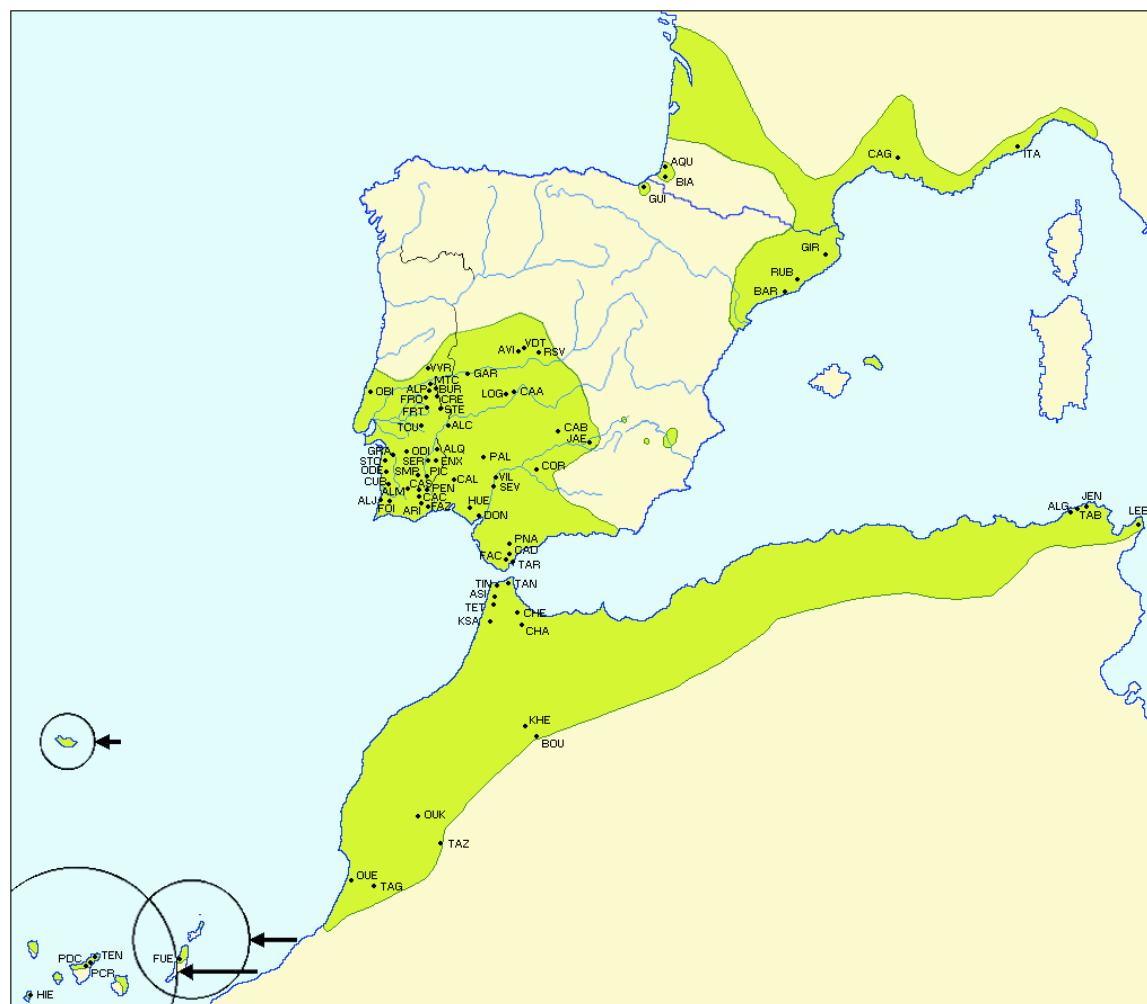 AQU
BIA
GUI
CAG
ITA
GIR
RUB
BAR
VDT
AVI
RSV
VVR
GAR
MTC
ALP
BUR
OBI
LOG
CAA
FRO
CRE
FRT
STE
TOU
ALC
CAB
JAE
GRA
ODI
ALQ
STO
SER
ENX
PAL
ODE
SMR
PIC
COR
CUB
CAL
VIL
ALM
CAS
PEN
SEV
ALJ
CAC
FOI
ARI
FAZ
HUE
DON
JEN
ALG
TAB
LEB
PNA
CAD
FAC
TAR
TIN
TAN
ASI
TET
CHE
KSA
CHA
KHE
BOU
OUK
TAZ
OUE
TAG
PDC
TEN
FUE
PCR
HIE